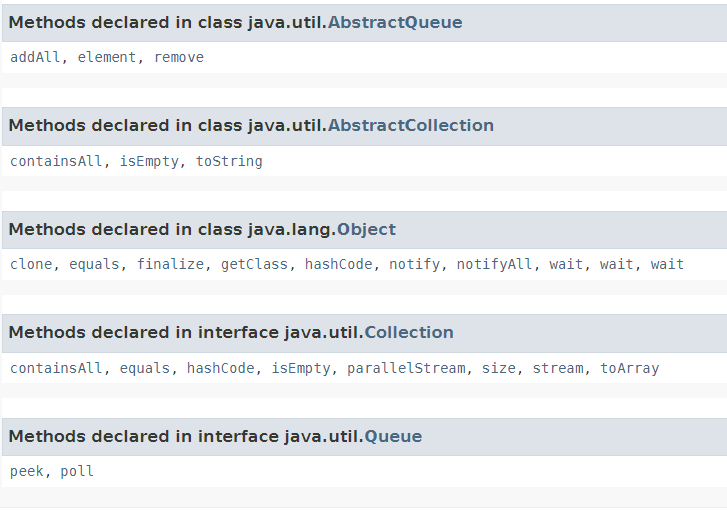 Methods declared in class java.util.AbstractQueue
addAll, element, remove
Methods declared in class java.util.AbstractCollection
containsAll, isEmpty, toString
Methods declared in class java.lang.Object
clone, equals, finalize, getClass, hashCode, notify, notifyAll, wait, wait, wait
Methods declared in interface java.util.Collection
containsAll, equals, hashCode, isEmpty, parallelStream, size, stream, toArray
Methods declared in interface java.util.Queue
peek, poll